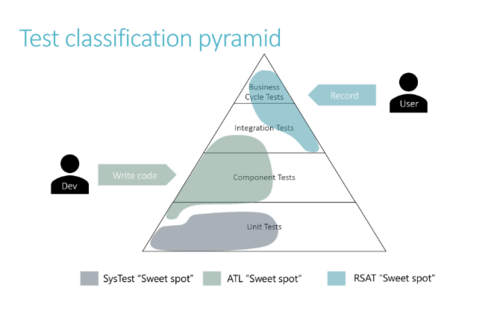 Test classification pyramid
Business
Cycle Tests
Record
User
Integration Tests
Dev
Write code
Component Tests
Unit Tests
SysTest "Sweet spot"
ATL "Sweet spot"
RSAT "Sweet spot"